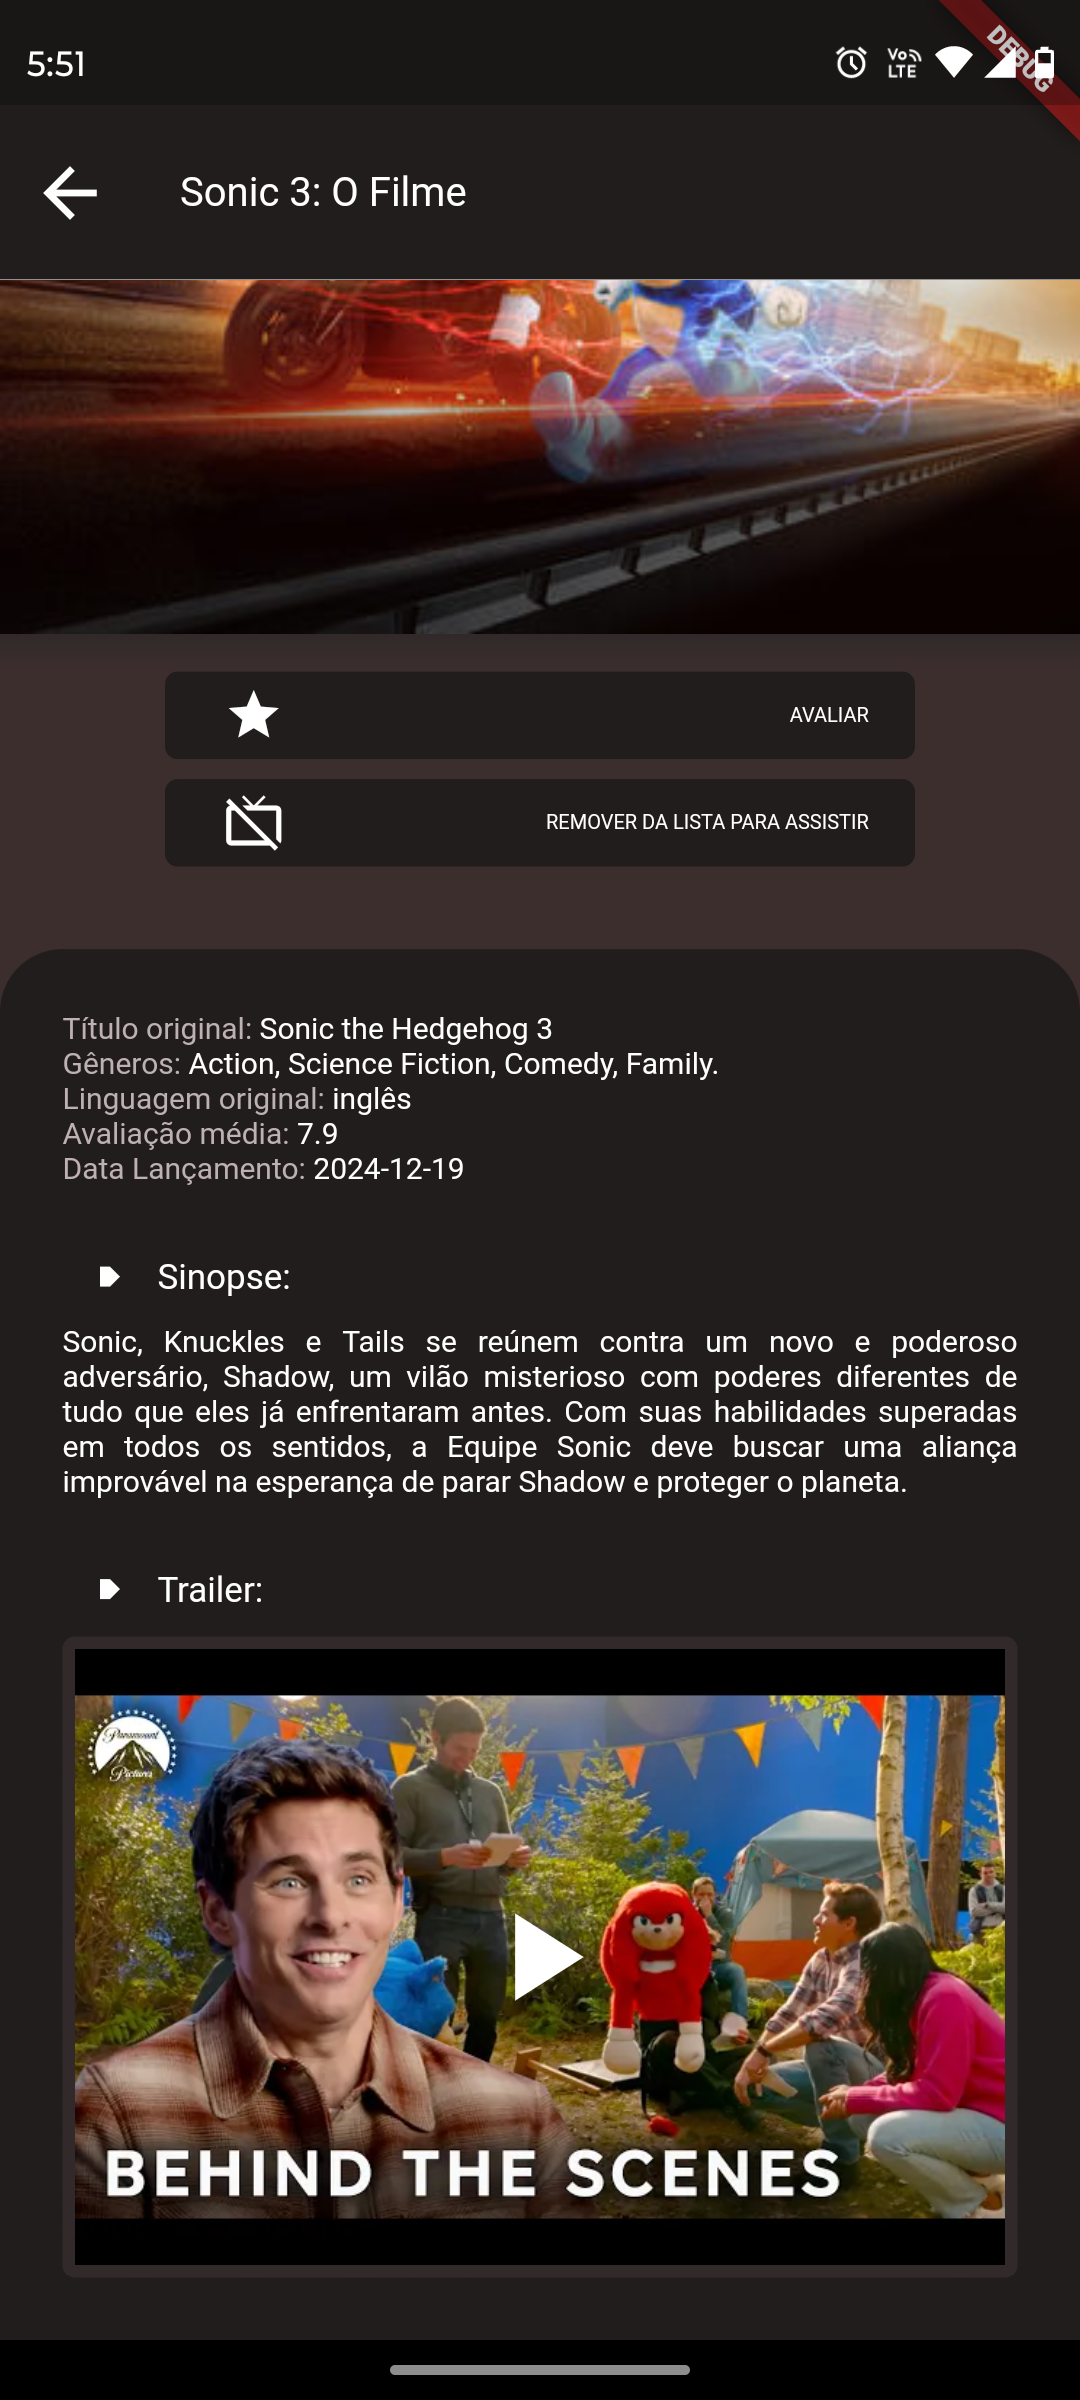 5:51
Vo
LTE
DEBUG
Sonic 3: O Filme
AVALIAR
REMOVER DA LISTA PARA ASSISTIR
Título original: Sonic the Hedgehog 3
Gêneros: Action, Science Fiction, Comedy, Family.
Linguagem original: inglês
Avaliação média: 7.9
Data Lançamento: 2024-12-19
Sinopse:
Sonic, Knuckles e Tails se reúnem contra um novo e poderoso
adversário, Shadow, um vilão misterioso com poderes diferentes de
tudo que eles já enfrentaram antes. Com suas habilidades superadas
em todos os sentidos, a Equipe Sonic deve buscar uma aliança
improvável na esperança de parar Shadow e proteger o planeta.
Trailer:
Paramount
Pictures
BEHIND THE SCENES